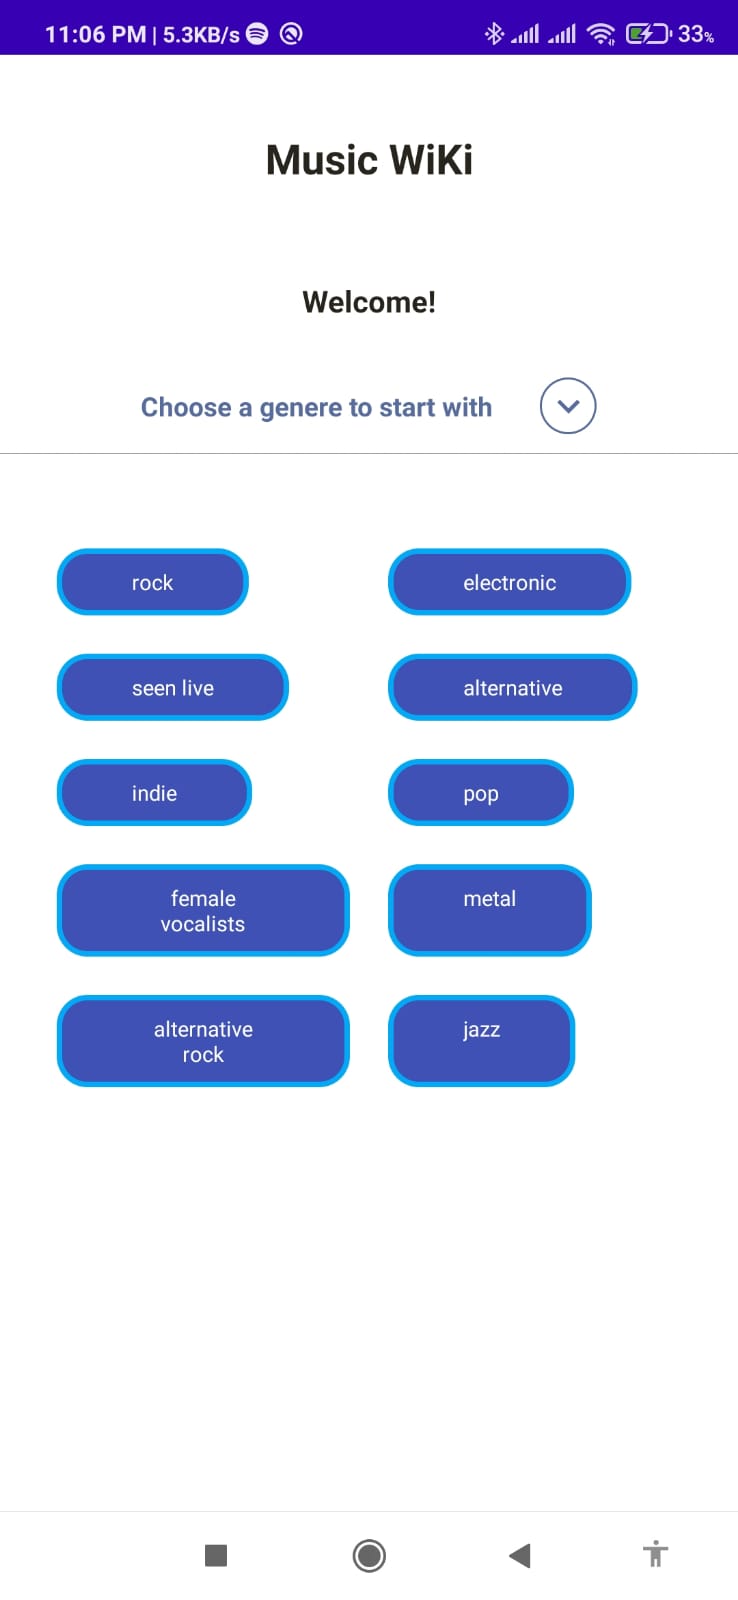 11:06 PM | 5.3KB/s 33%
Music WiKi
Welcome!
Choose a genere to start with
rock electronic
seen live alternative
indie pop
female metal
vocalists
alternative jazz
rock